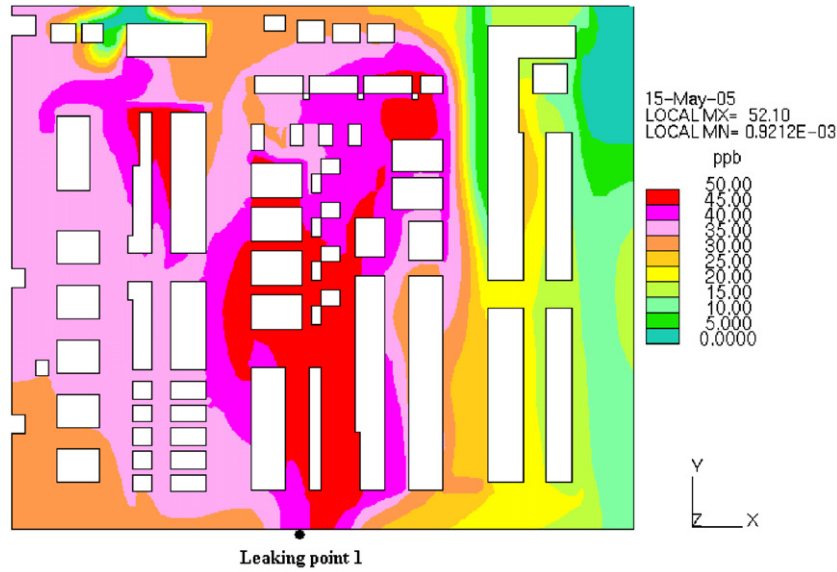 15-May-05
LOCAL MX= 52.10
LOCAL MN= 0.9212E-03
ppb
50.00
45.00
40.00
35.00
30.00
25.00
20.00
15.00
10.00
5.000
0.0000
Y
Z
X
Leaking point 1